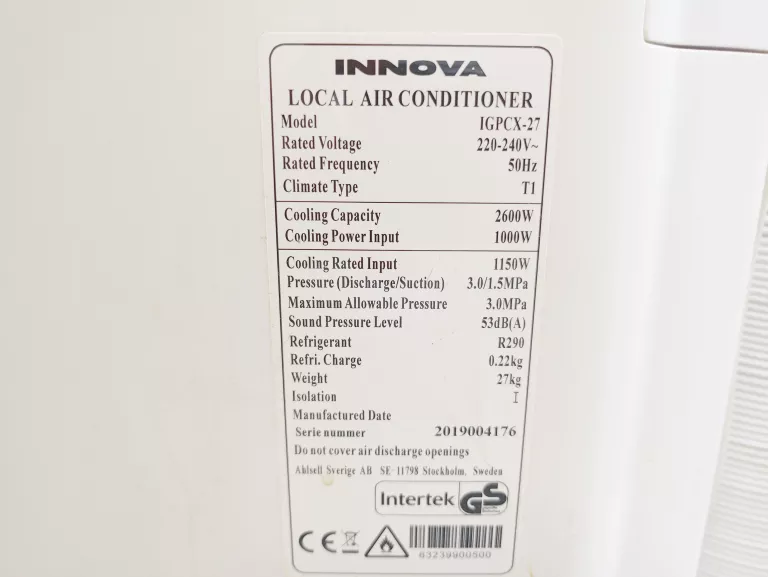 INNOVA
LOCAL AIR CONDITIONER
Model IGPCX-27
Rated Voltage 220-240V~
Rated Frequency 50Hz
Climate Type T1
Cooling Capacity 2600W
Cooling Power Input 1000W
Cooling Rated Input 1150W
Pressure (Discharge/Suction) 3.0/1.5MPa
Maximum Allowable Pressure 3.0MPa
Sound Pressure Level 53dB(A)
Refrigerant R290
Refri. Charge 0.22kg
Weight 27kg
Isolation I
Manufactured Date
Serie nummer 2019004176
Do not cover air discharge openings
Ahlsell Sverige AB SE-11798 Stockholm. Sweden
Intertek GS
CE
63239900500